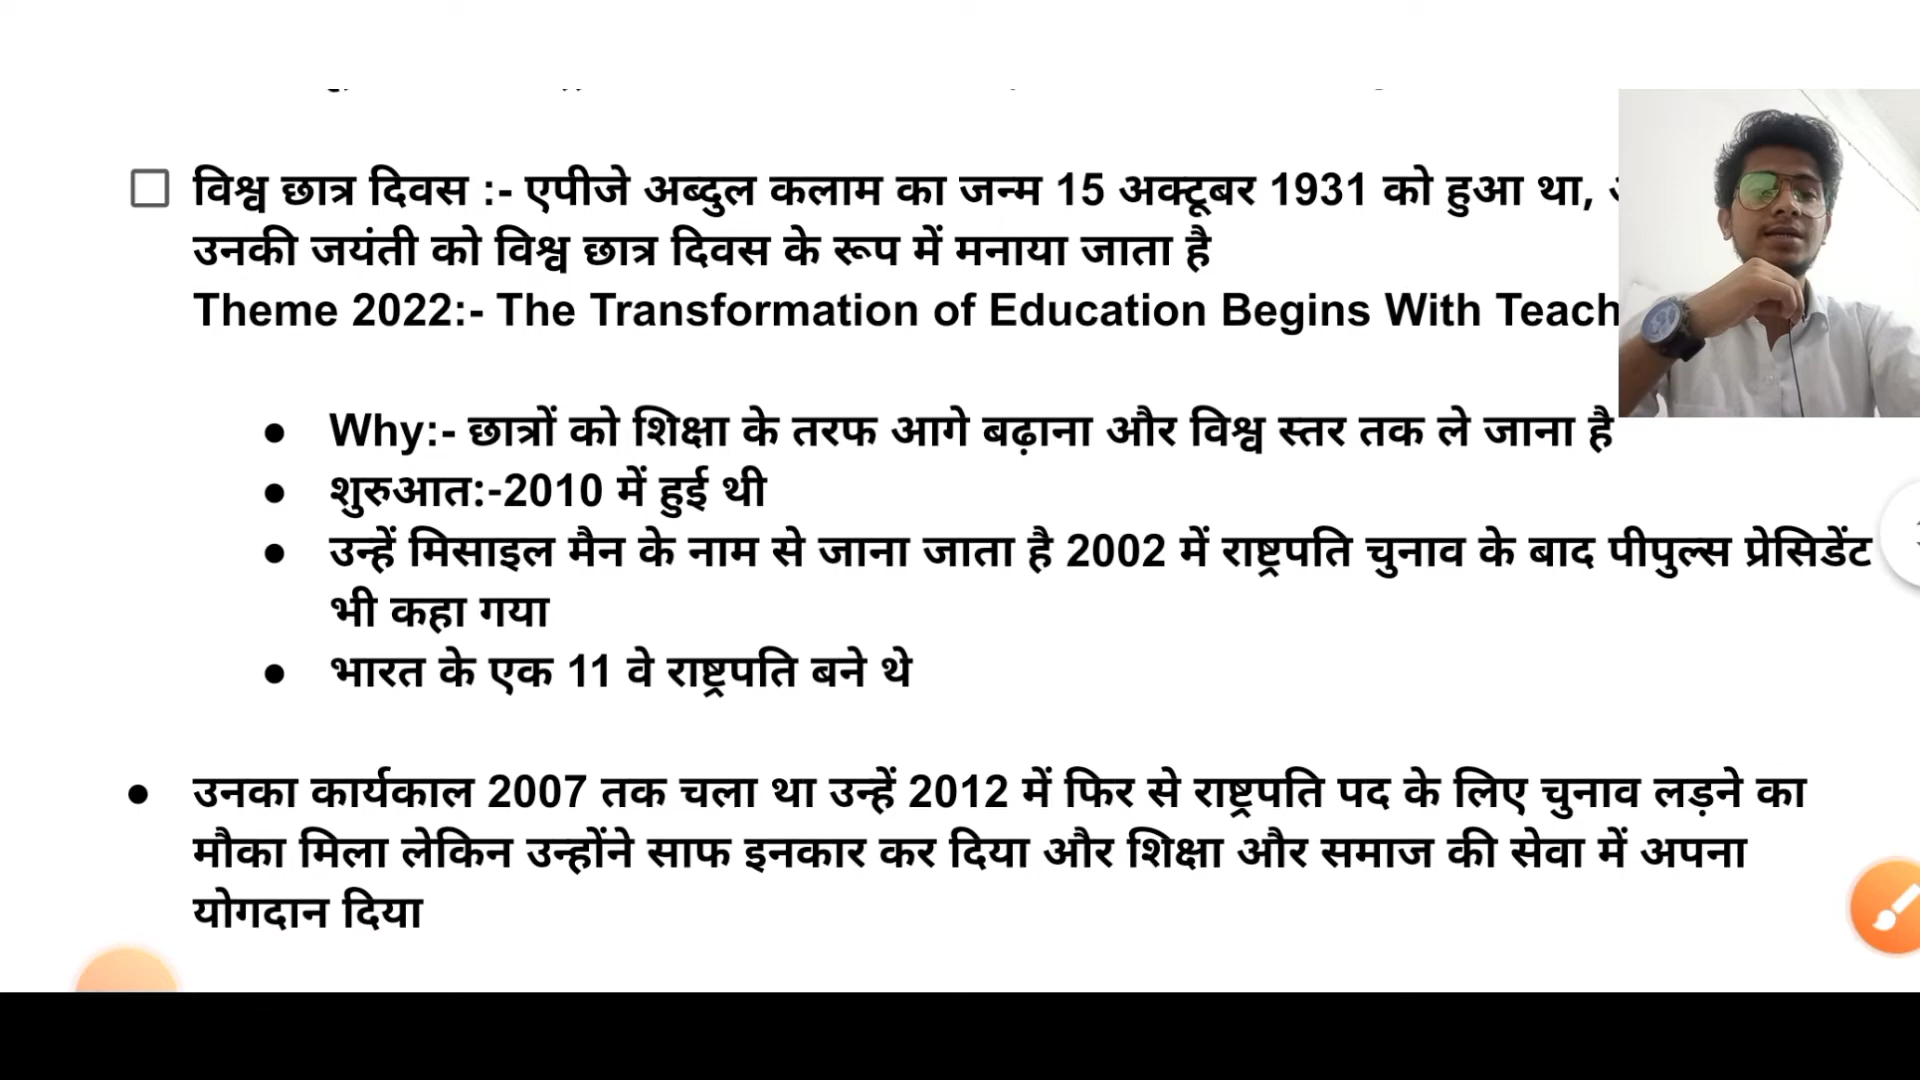 विश्व छात्र दिवस :- एपीजे अब्दुल कलाम का जन्म 15 अक्टूबर 1931 को हुआ था,
उनकी जयंती को विश्व छात्र दिवस के रूप में मनाया जाता है
Theme 2022:- The Transformation of Education Begins With Teach
Why:- छात्रों को शिक्षा के तरफ आगे बढ़ाना और विश्व स्तर तक ले जाना है
शुरुआत:-2010 में हुई थी
उन्हें मिसाइल मैन के नाम से जाना जाता है 2002 में राष्ट्रपति चुनाव के बाद पीपुल्स प्रेसिडेंट
भी कहा गया
भारत के एक 11 वे राष्ट्रपति बने थे
उनका कार्यकाल 2007 तक चला था उन्हें 2012 में फिर से राष्ट्रपति पद के लिए चुनाव लड़ने का
मौका मिला लेकिन उन्होंने साफ इनकार कर दिया और शिक्षा और समाज की सेवा में अपना
योगदान दिया